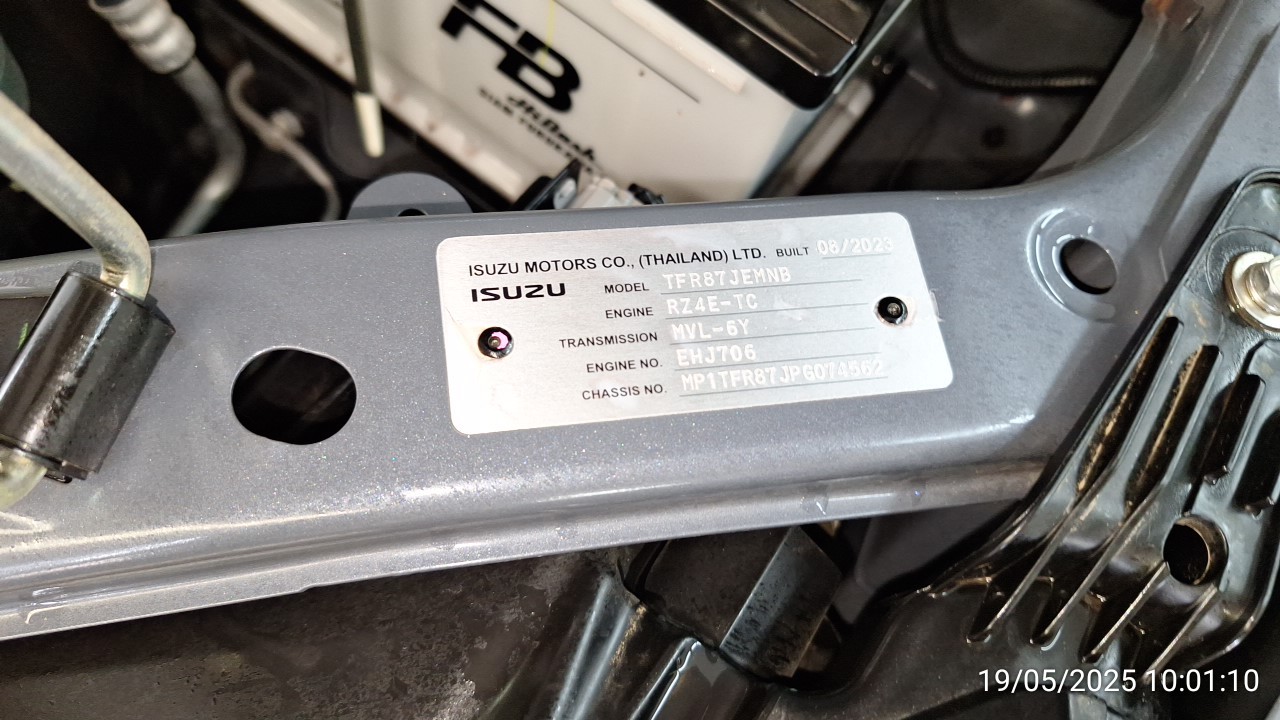 FB
HiBack
ISUZU MOTORS CO., (THAILAND) LTD. BUILT 08/2023
ISUZU
MODEL TFR87JEMNB
ENGINE RZ4E-TC
TRANSMISSION MVL-6Y
ENGINE NO. EHJ706
CHASSIS NO. MP1TFR87JPG074562
19/05/2025 10:01:10